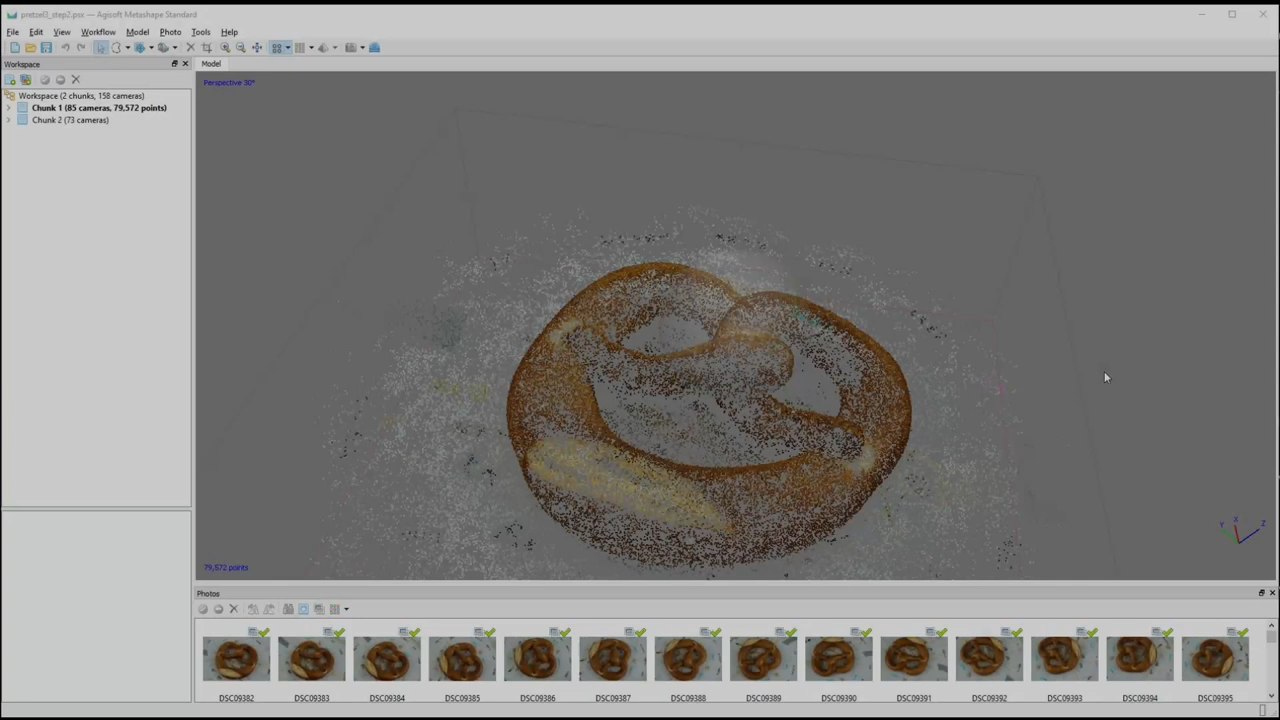 pretzel3_step2.psx — Agisoft Metashape Standard
File Edit View Workflow Model Photo Tools Help
Workspace
Model
Workspace (2 chunks, 158 cameras)
Chunk 1 (85 cameras, 79,572 points)
Chunk 2 (73 cameras)
Perspective 30°
Y X Z
79,572 points
Photos
DSC09382 DSC09383 DSC09384 DSC09385 DSC09386 DSC09387 DSC09388 DSC09389 DSC09390 DSC09391 DSC09392 DSC09393 DSC09394 DSC09395